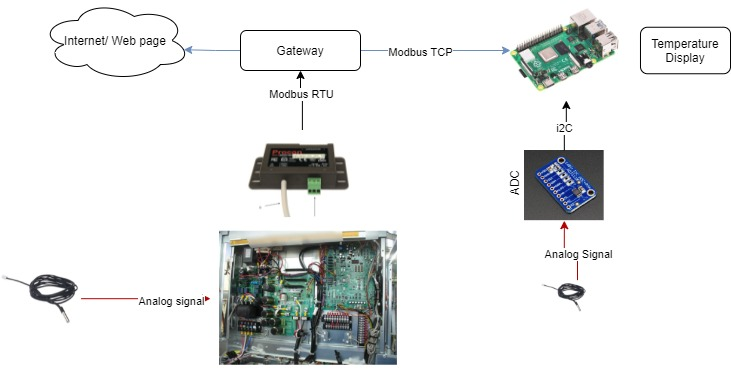 Internet/ Web page
Gateway
Modbus TCP
Temperature
Display
Modbus RTU
i2C
ADC
Analog Signal
Analog signal